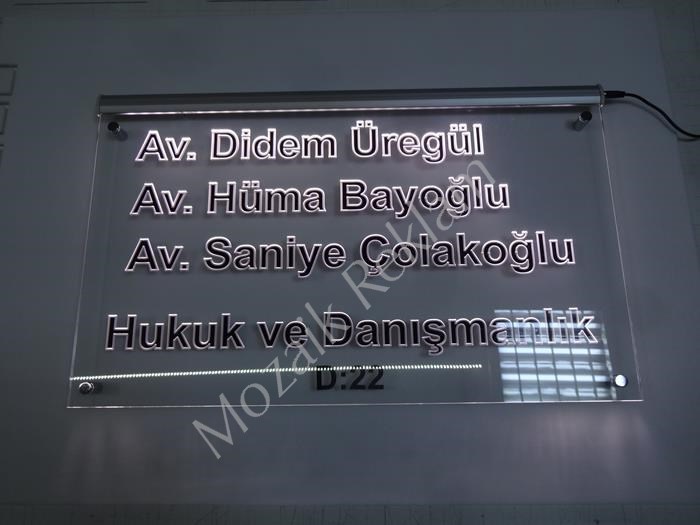 Av. Didem Üregül
Av. Hüma Bayoğlu
Av. Saniye Çolakoğlu
Hukuk ve Danışmanlık
D:22
Mozaik Reklam